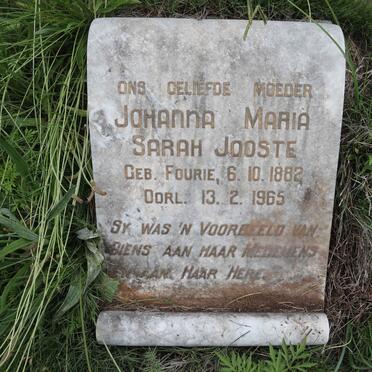 ONS GELIEFDE MOEDER
JOHANNA MARIA
SARAH JOOSTE
GEB. FOURIE, 6. 10. 1882
OORL. 13. 2. 1965
SY WAS 'N VOORBEELD VAN
DIENS AAN HAAR MEDEMENS
EN AAN HAAR HERE